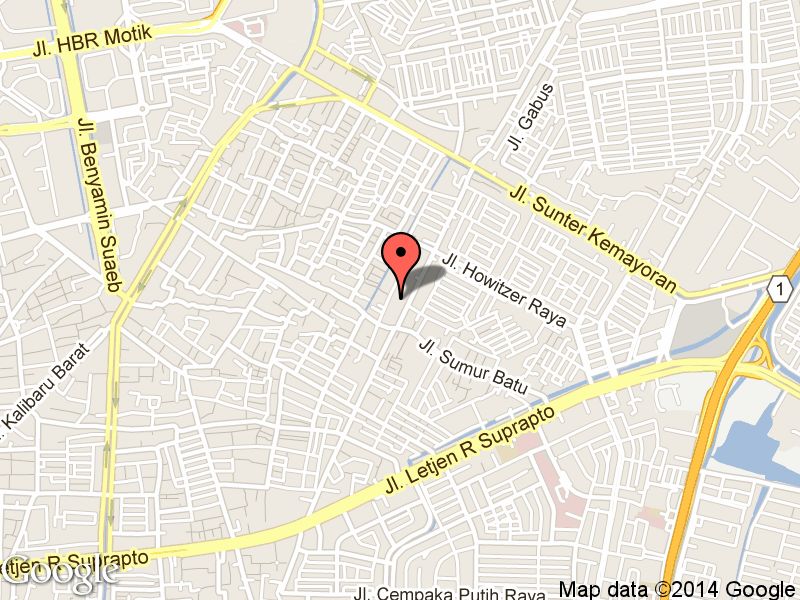 Jl. HBR Motik
Jl. Benyamin Suaeb
Jl. Gabus
Jl. Sunter Kemayoran
Jl. Howitzer Raya
1
Jl. Sumur Batu
. Kalibaru Barat
Jl. Letjen R Suprapto
Letjen R Suprapto
Google
Jl. Cempaka Putih Raya
Map data ©2014 Google